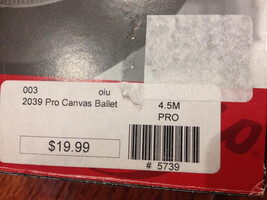 003 oiu
2039 Pro Canvas Ballet
4.5M
PRO
$19.99
# 5739